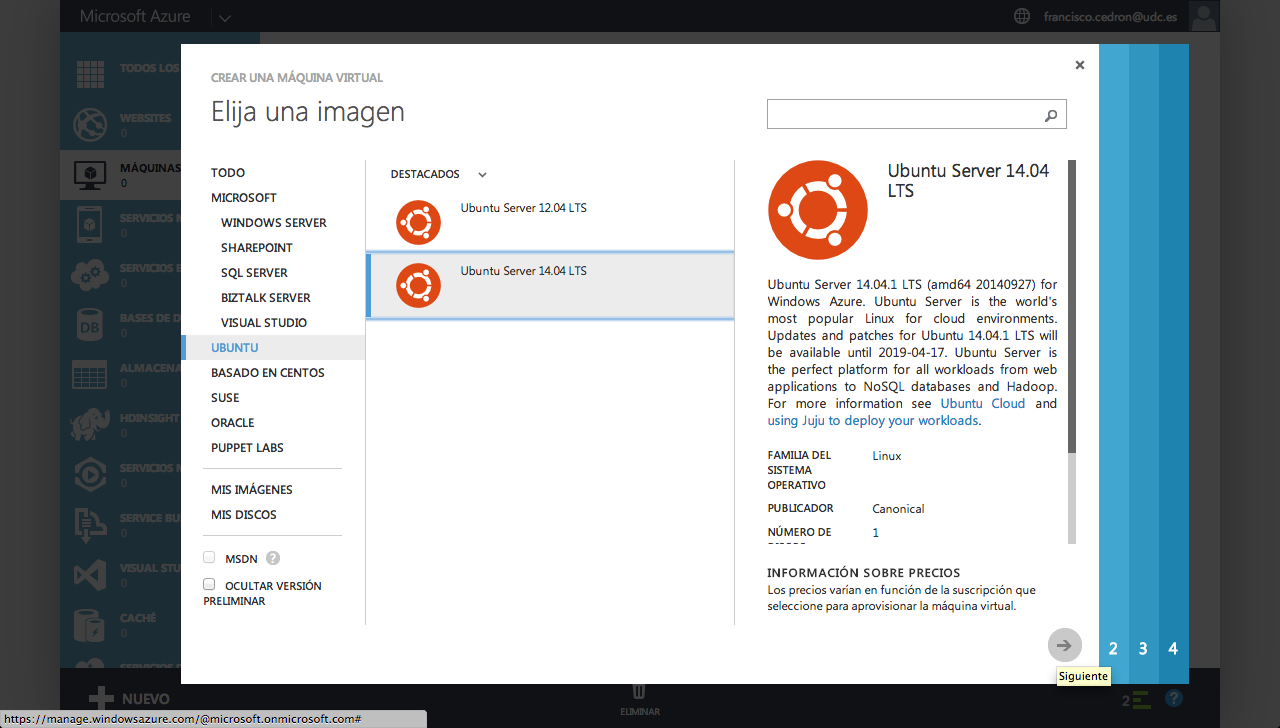 Microsoft Azure
francisco.cedron@udc.es
TODOS LOS
WEBSITES
0
MÁQUINAS
0
SERVICIOS M
0
SERVICIOS E
0
BASES DE D
0
ALMACENA
0
HDINSIGHT
0
SERVICIOS M
0
SERVICE BU
0
VISUAL STU
0
CACHÉ
0
CREAR UNA MÁQUINA VIRTUAL
Elija una imagen
TODO
MICROSOFT
WINDOWS SERVER
SHAREPOINT
SQL SERVER
BIZTALK SERVER
VISUAL STUDIO
UBUNTU
BASADO EN CENTOS
SUSE
ORACLE
PUPPET LABS
MIS IMÁGENES
MIS DISCOS
MSDN ?
OCULTAR VERSIÓN
PRELIMINAR
DESTACADOS
Ubuntu Server 12.04 LTS
Ubuntu Server 14.04 LTS
Ubuntu Server 14.04
LTS
Ubuntu Server 14.04.1 LTS (amd64 20140927) for
Windows Azure. Ubuntu Server is the world's
most popular Linux for cloud environments.
Updates and patches for Ubuntu 14.04.1 LTS will
be available until 2019-04-17. Ubuntu Server is
the perfect platform for all workloads from web
applications to NoSQL databases and Hadoop.
For more information see Ubuntu Cloud and
using Juju to deploy your workloads.
FAMILIA DEL
SISTEMA
OPERATIVO
Linux
PUBLICADOR
Canonical
NÚMERO DE
1
INFORMACIÓN SOBRE PRECIOS
Los precios varían en función de la suscripción que
seleccione para aprovisionar la máquina virtual.
2 3 4
Siguiente
NUEVO
ELIMINAR
2
?
https://manage.windowsazure.com/@microsoft.onmicrosoft.com#